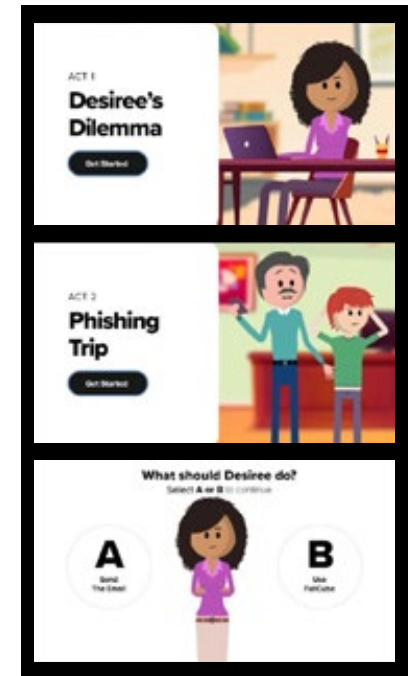 ACT 1
Desiree's
Dilemma
Get Started
ACT 2
Phishing
Trip
Get Started
What should Desiree do?
Select A or B to continue
A
Send
The Email
B
Use